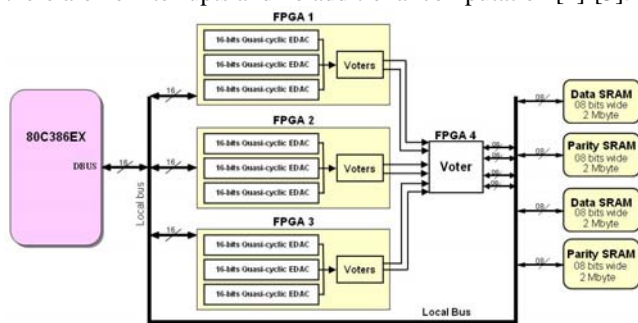 FPGA 1
16-bits Quasi-cyclic EDAC
16-bits Quasi-cyclic EDAC
16-bits Quasi-cyclic EDAC
Voters
16
80C386EX
DBUS
16
Local bus
FPGA 2
16
16-bits Quasi-cyclic EDAC
16-bits Quasi-cyclic EDAC
16-bits Quasi-cyclic EDAC
Voters
FPGA 3
16
16-bits Quasi-cyclic EDAC
16-bits Quasi-cyclic EDAC
16-bits Quasi-cyclic EDAC
Voters
FPGA 4
Voter
08
08
08
08
08
Data SRAM
08 bits wide
2 Mbyte
08
Parity SRAM
08 bits wide
2 Mbyte
08
Data SRAM
08 bits wide
2 Mbyte
08
Parity SRAM
08 bits wide
2 Mbyte
Local Bus